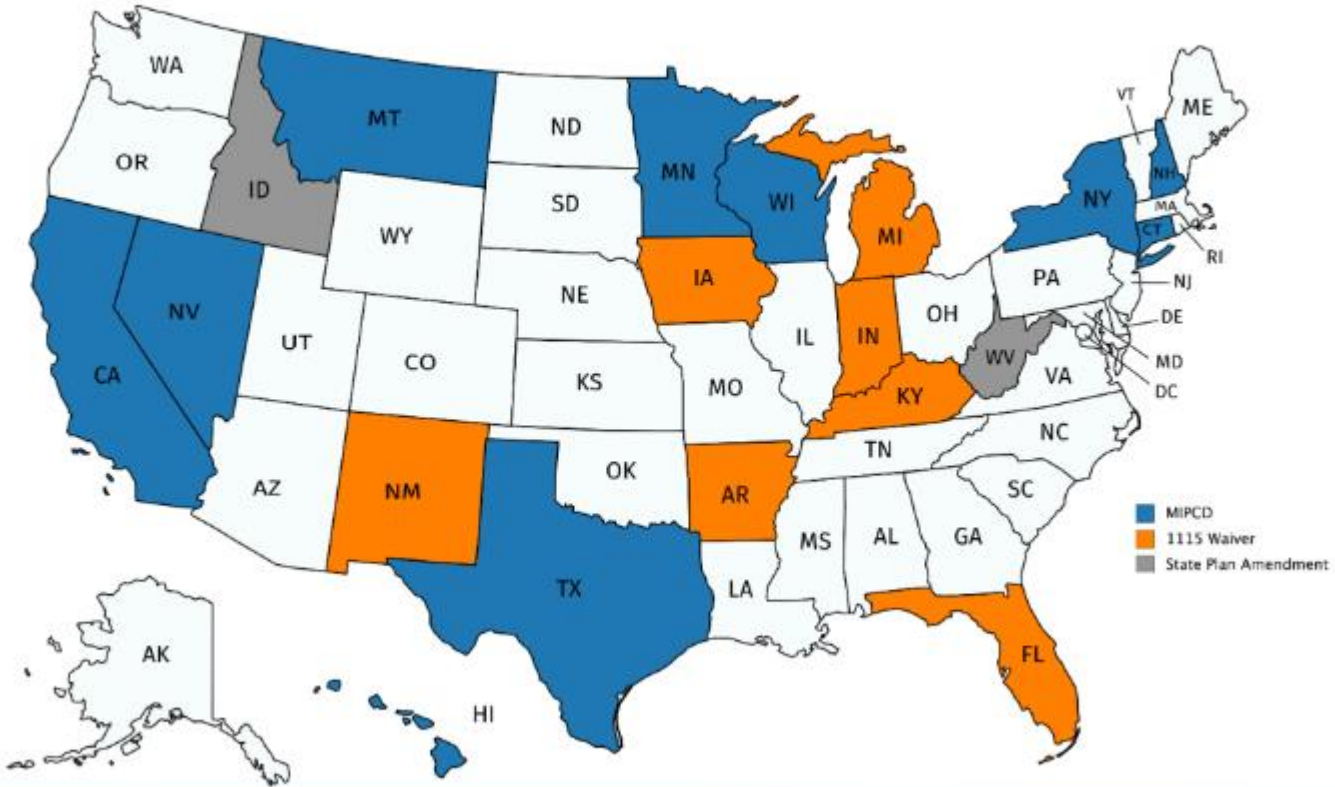 WA
VT
ME
MT
ND
OR
MN
NH
ID
SD
WI
NY
MA
WY
MI
CT
RI
IA
PA
NJ
NE
NV
OH
DE
UT
IL
IN
CO
WV
MD
CA
KS
MO
VA
KY
DC
NC
TN
OK
AZ
NM
AR
SC
MIPCD
MS
AL
GA
1115 Waiver
State Plan Amendment
TX
LA
AK
FL
HI